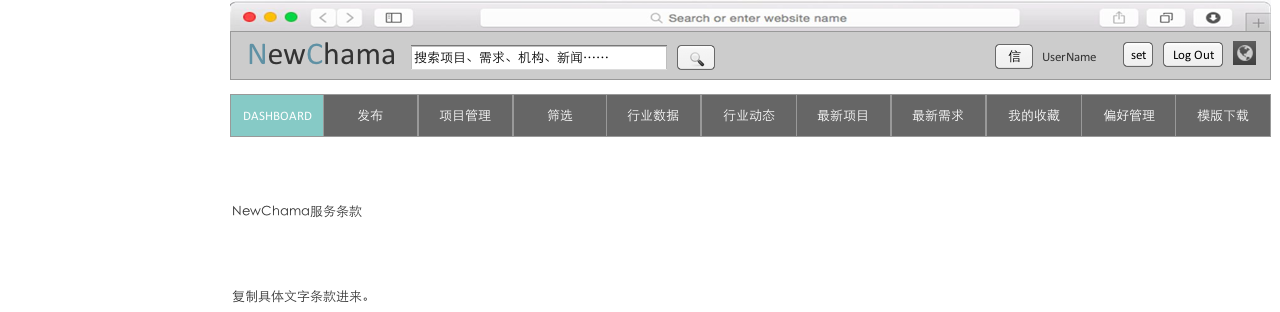 Search or enter website name
NewChama 搜索项目、需求、机构、新闻…… 信 UserName set Log Out
DASHBOARD 发布 项目管理 筛选 行业数据 行业动态 最新项目 最新需求 我的收藏 偏好管理 模版下载
NewChama服务条款
复制具体文字条款进来。